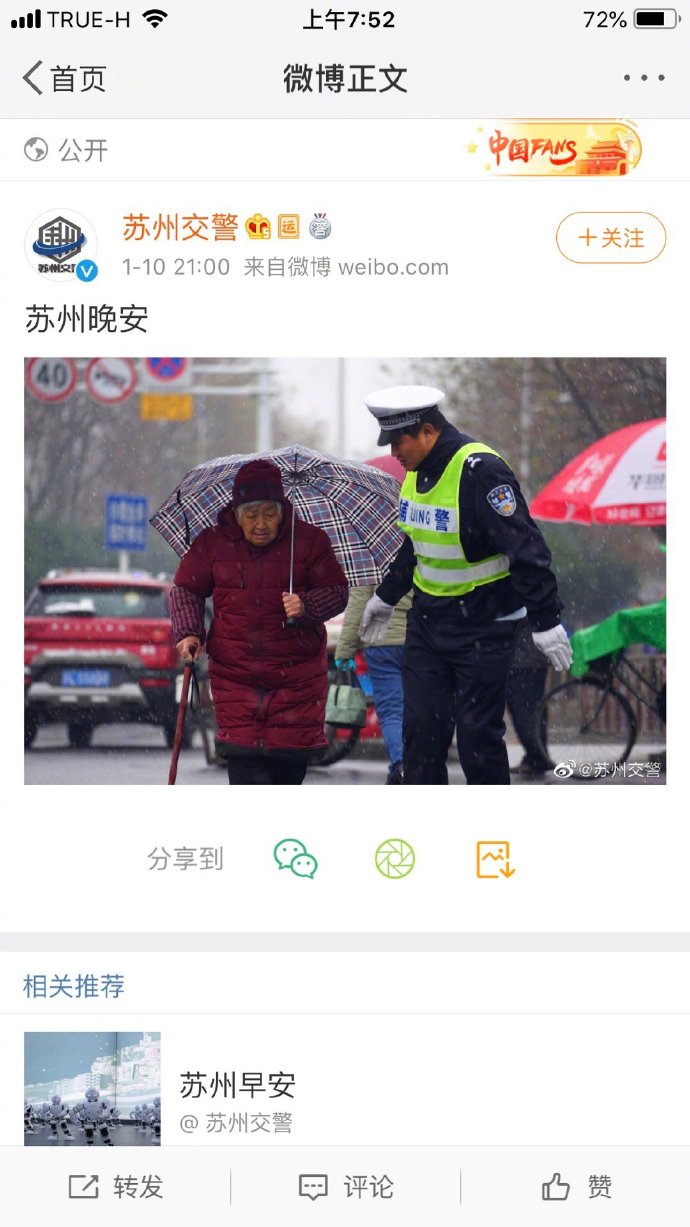 TRUE-H
上午7:52
72%
首页
微博正文
公开
中国FANS
苏州交警
运
1-10 21:00 来自微博 weibo.com
+关注
苏州晚安
40
JING 警
@苏州交警
分享到
相关推荐
苏州早安
@ 苏州交警
转发
评论
赞